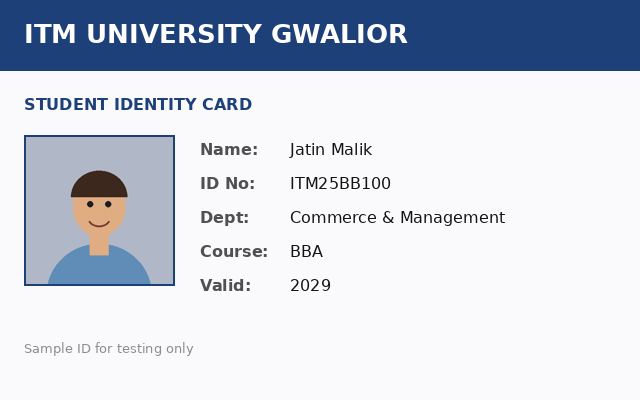 ITM UNIVERSITY GWALIOR
STUDENT IDENTITY CARD
Name: Jatin Malik
ID No: ITM25BB100
Dept: Commerce & Management
Course: BBA
Valid: 2029
Sample ID for testing only